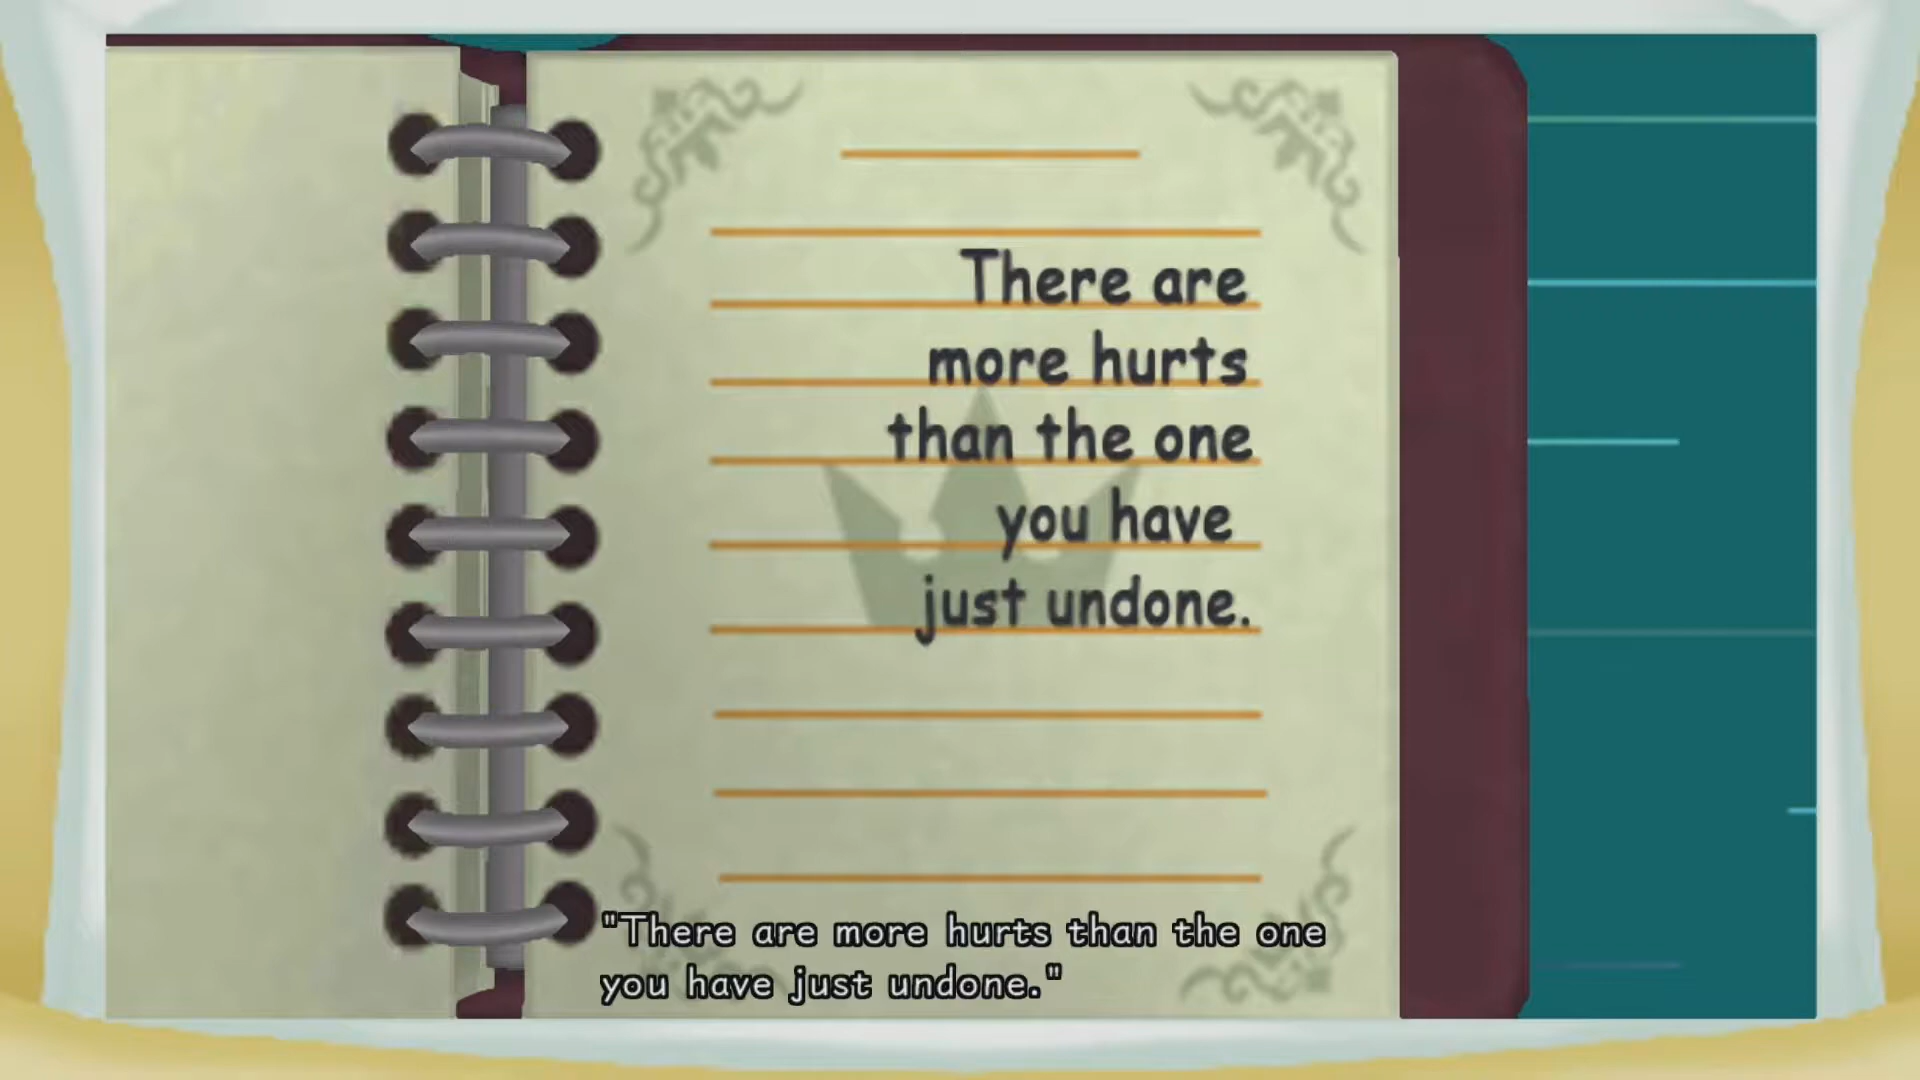 There are
more hurts
than the one
you have
just undone.
"There are more hurts than the one
you have just undone."